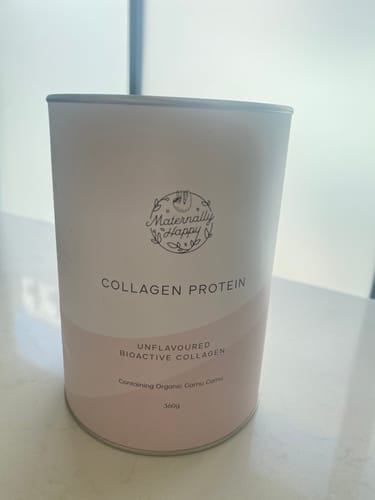 Maternally
Happy
COLLAGEN PROTEIN
UNFLAVOURED
BIOACTIVE COLLAGEN
Containing Organic Camu Camu
360g